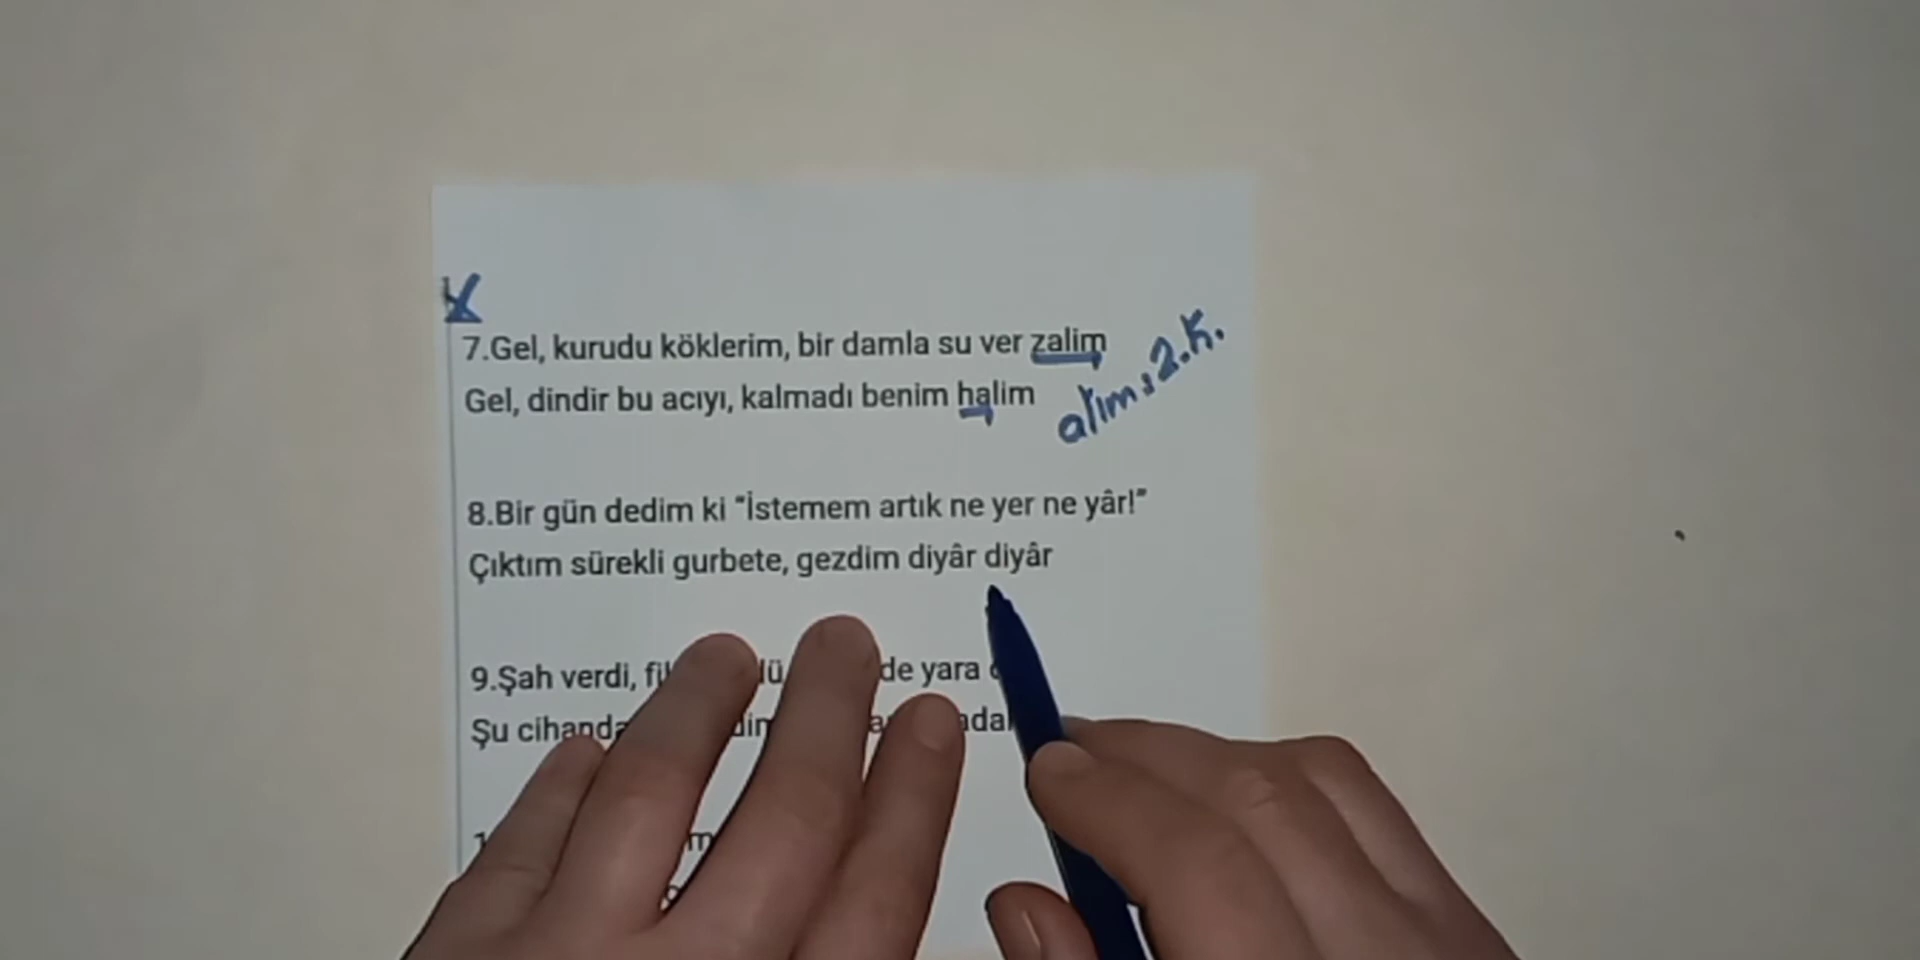 7.Gel, kurudu köklerim, bir damla su ver zalim
Gel, dindir bu acıyı, kalmadı benim halim
alım: Z.K.
8.Bir gün dedim ki "İstemem artık ne yer ne yâr!"
Çıktım sürekli gurbete, gezdim diyâr diyâr
9.Şah verdi, de yara
Şu